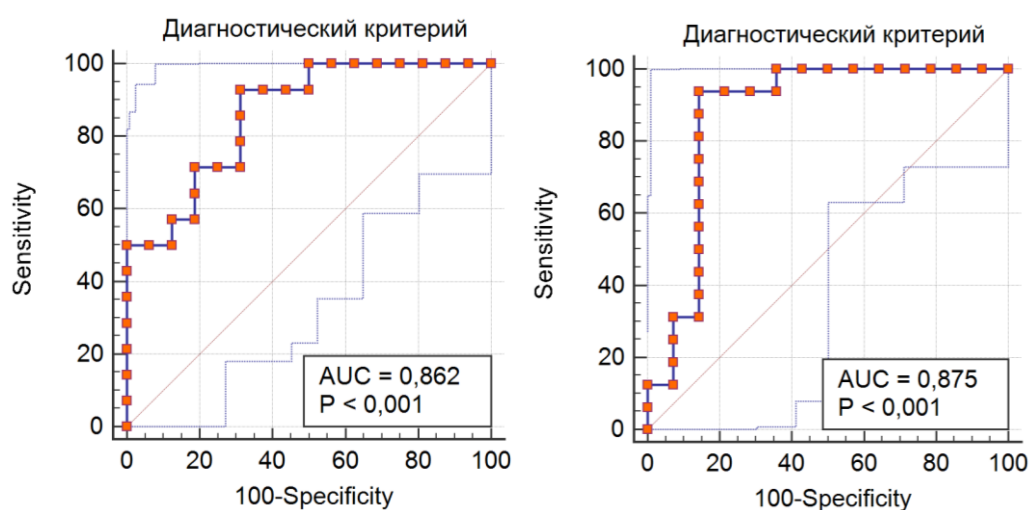 Диагностический критерий
100
80
60
40
20
0
Sensitivity
AUC = 0,862
P < 0,001
0 20 40 60 80 100
100-Specificity
Диагностический критерий
100
80
60
40
20
0
Sensitivity
AUC = 0,875
P < 0,001
0 20 40 60 80 100
100-Specificity